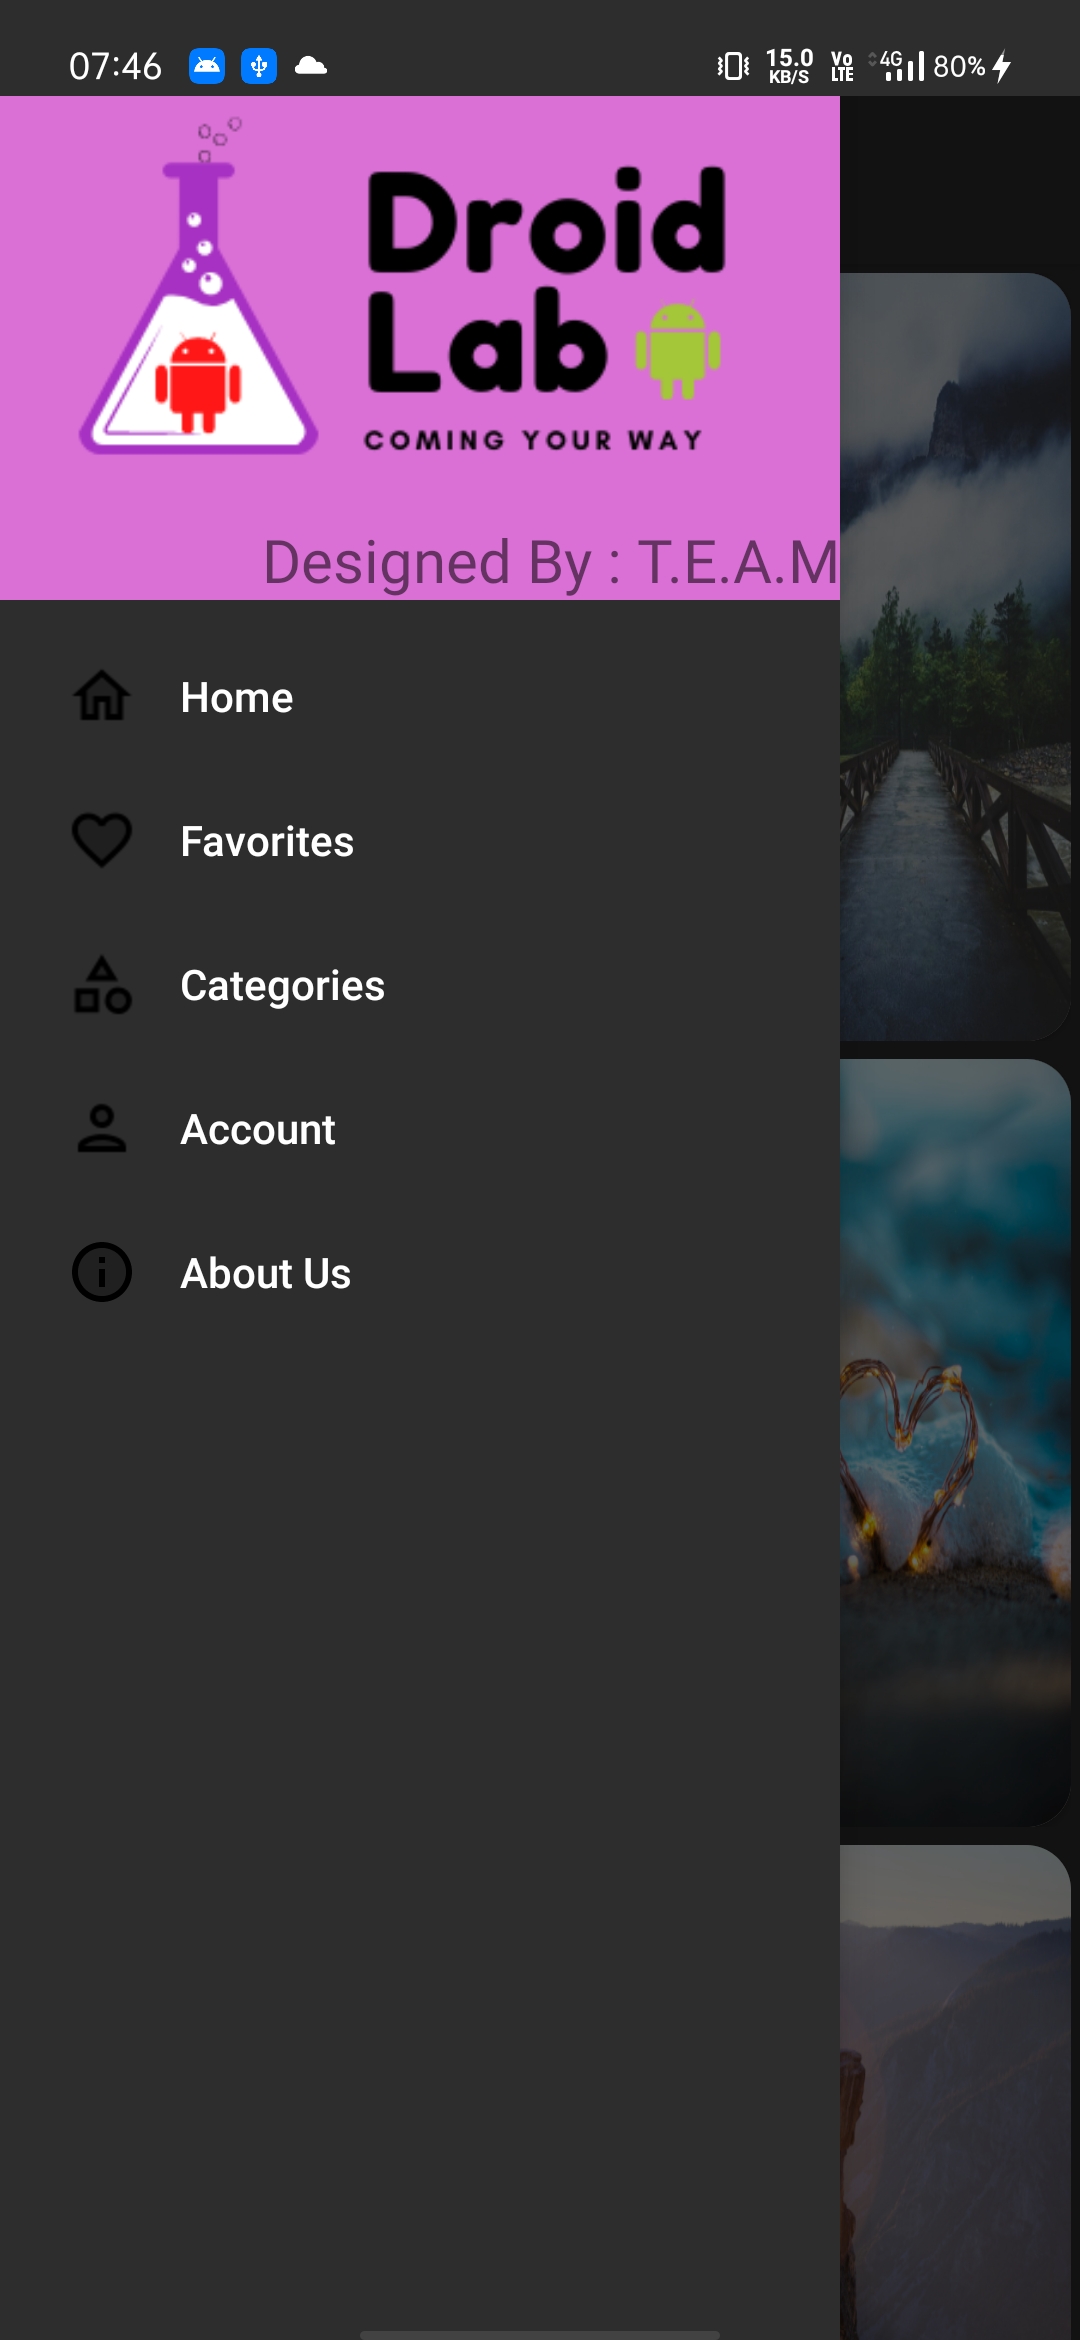 07:46 15.0 KB/S Vo LTE 4G 80%
Droid
Lab
COMING YOUR WAY
Designed By : T.E.A.M
Home
Favorites
Categories
Account
About Us